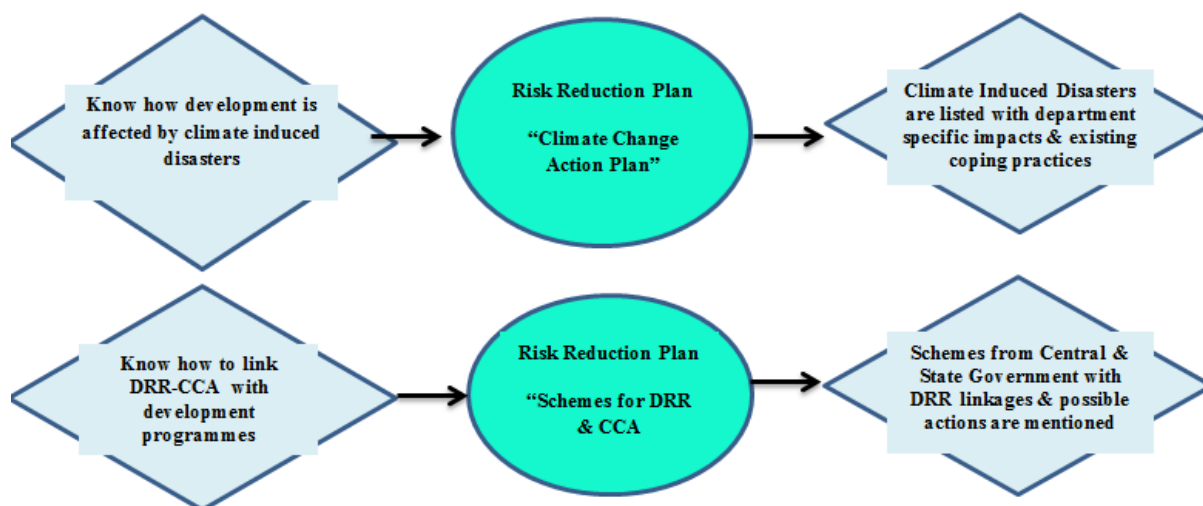 Know how development is
affected by climate induced
disasters
Risk Reduction Plan
“Climate Change
Action Plan”
Climate Induced Disasters
are listed with department
specific impacts & existing
coping practices
Know how to link
DRR-CCA with
development
programmes
Risk Reduction Plan
“Schemes for DRR
& CCA
Schemes from Central &
State Government with
DRR linkages & possible
actions are mentioned